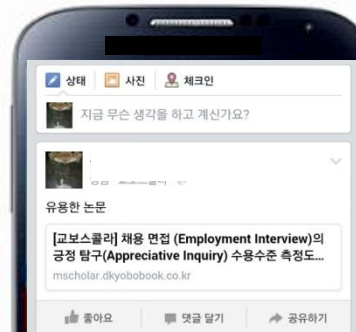 상태 사진 체크인
지금 무슨 생각을 하고 계신가요?
유용한 논문
[교보스콜라] 채용 면접 (Employment Interview)의
긍정 탐구(Appreciative Inquiry) 수용수준 측정도...
mscholar.dkyobobook.co.kr
좋아요 댓글 달기 공유하기